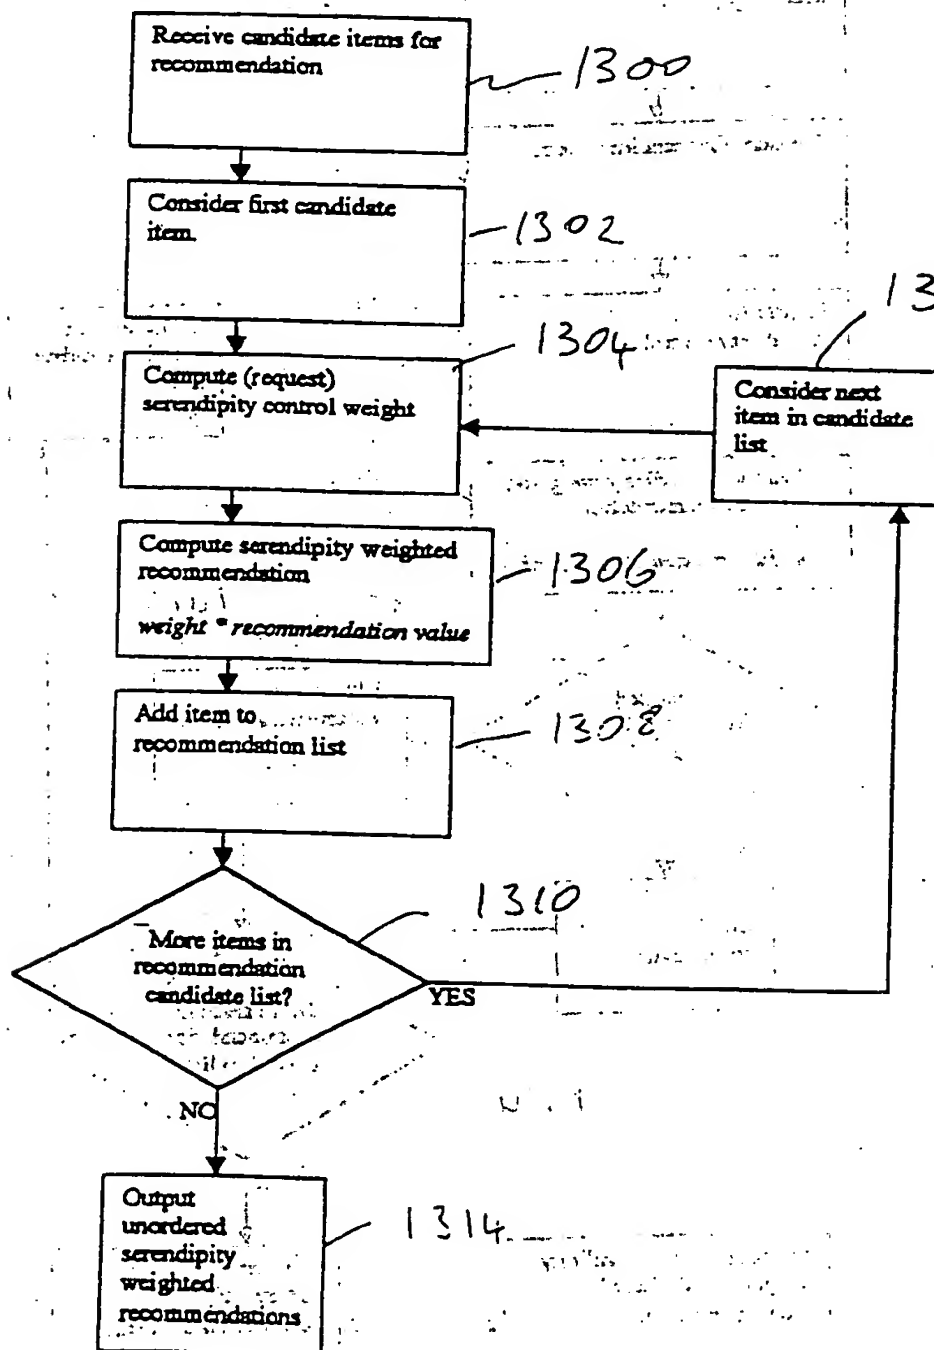 Receive candidate items for
recommendation
1300
Consider first candidate
item.
1302
13
1304
Compute (request)
serendipity control weight
Consider next
item in candidate
list
Compute serendipity weighted
recommendation
1306
weight * recommendation value
Add item to
recommendation list
1308
1310
More items in
recommendation
candidate list?
YES
NO
Output
unordered
serendipity
weighted
recommendations
1314